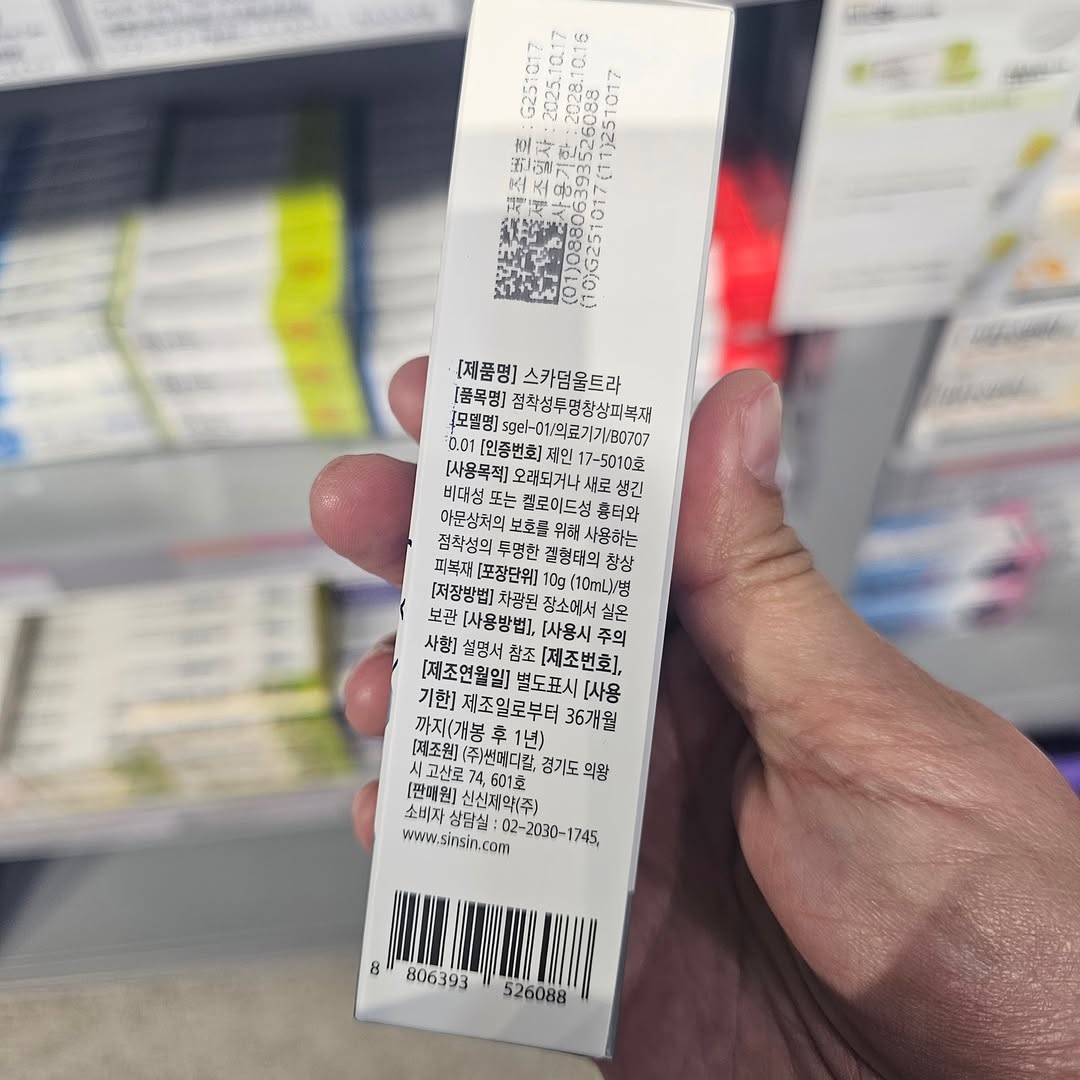 제조번호 : G251017
제조일자 : 2025.10.17
사용기한 : 2028.10.16
(01)08806393526088
(10)G251017 (11)251017
[제품명] 스카덤울트라
[품목명] 점착성투명창상피복재
[모델명] sgel-01/의료기기/B0707
0.01 [인증번호] 제인 17-5010호
[사용목적] 오래되거나 새로 생긴
비대성 또는 켈로이드성 흉터와
아문상처의 보호를 위해 사용하는
점착성의 투명한 겔형태의 창상
피복재 [포장단위] 10g (10mL)/병
[저장방법] 차광된 장소에서 실온
보관 [사용방법], [사용시 주의
사항] 설명서 참조 [제조번호],
[제조연월일] 별도표시 [사용
기한] 제조일로부터 36개월
까지(개봉 후 1년)
[제조원] (주)썬메디칼, 경기도 의왕
시 고산로 74, 601호
[판매원] 신신제약(주)
소비자 상담실 : 02-2030-1745,
www.sinsin.com
8 806393 526088